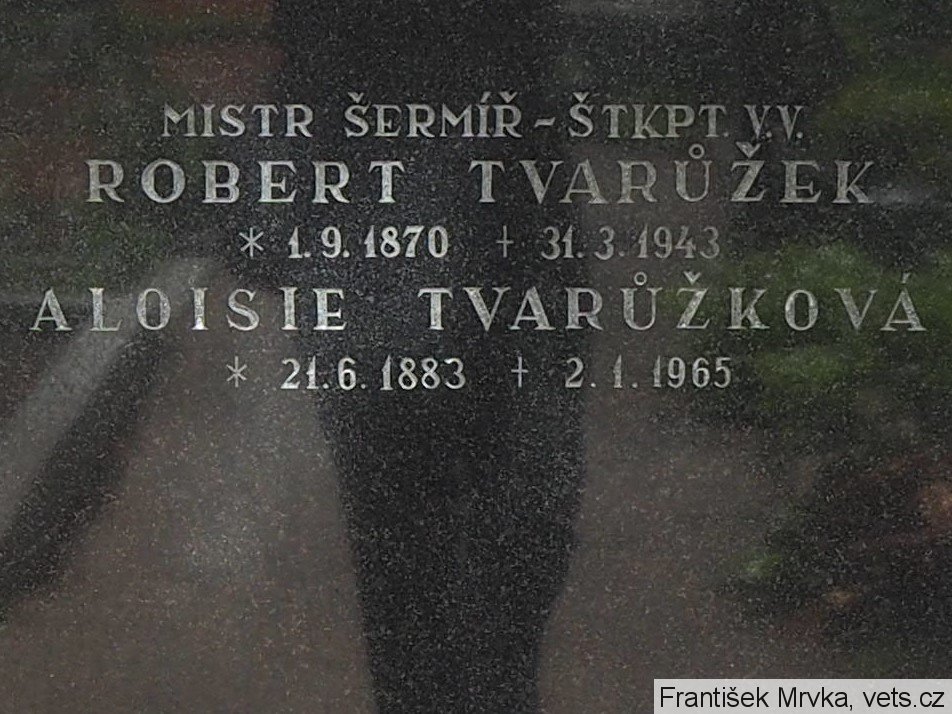 MISTR ŠERMÍŘ - ŠTKPT. V.V.
ROBERT TVARŮŽEK
* 1.9.1870 † 31.3.1943
ALOISIE TVARŮŽKOVÁ
* 21.6.1883 † 2.1.1965
František Mrvka, vets.cz